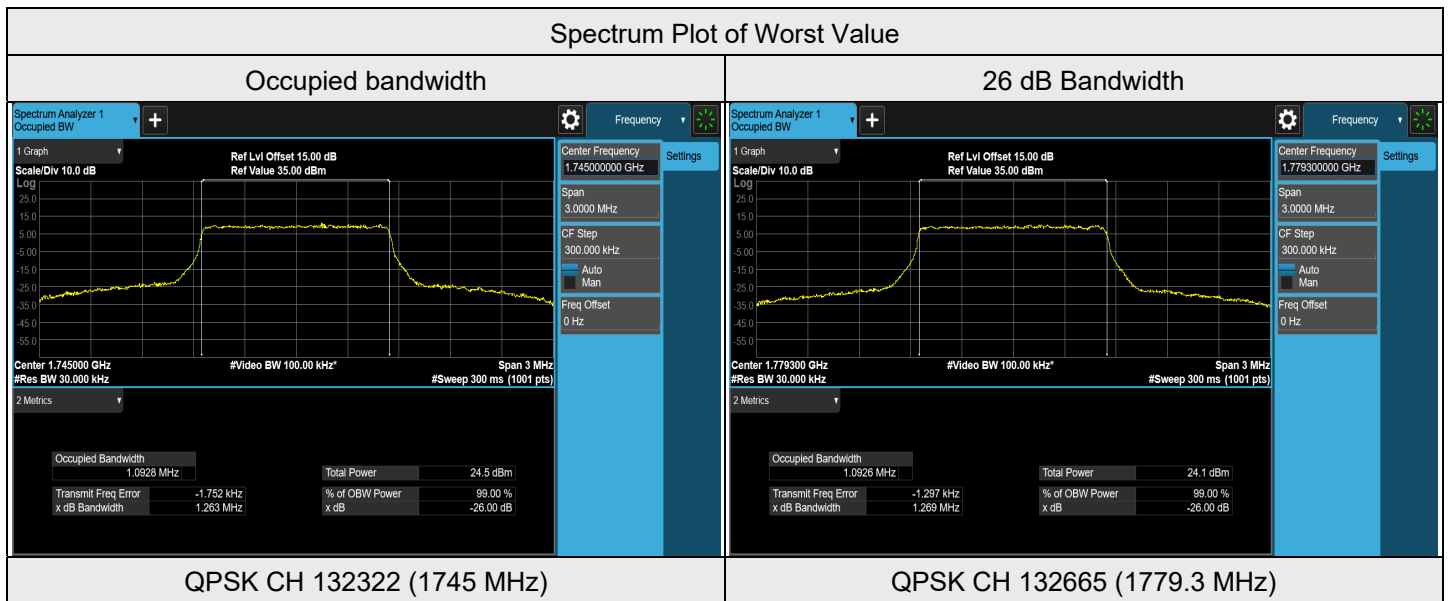 Spectrum Plot of Worst Value
Occupied bandwidth
26 dB Bandwidth
Spectrum Analyzer 1
Occupied BW
+
Frequency
1 Graph
Scale/Div 10.0 dB
Ref Lvl Offset 15.00 dB
Ref Value 35.00 dBm
Log
25.0
15.0
5.00
-5.00
-15.0
-25.0
-35.0
-45.0
-55.0
Center 1.745000 GHz
#Video BW 100.00 kHz*
Span 3 MHz
#Res BW 30.000 kHz
#Sweep 300 ms (1001 pts)
Center Frequency
1.745000000 GHz
Settings
Span
3.0000 MHz
CF Step
300.000 kHz
Auto
Man
Freq Offset
0 Hz
2 Metrics
Occupied Bandwidth
1.0928 MHz
Total Power 24.5 dBm
Transmit Freq Error -1.752 kHz
% of OBW Power 99.00 %
x dB Bandwidth 1.263 MHz
x dB -26.00 dB
Spectrum Analyzer 1
Occupied BW
+
Frequency
1 Graph
Scale/Div 10.0 dB
Ref Lvl Offset 15.00 dB
Ref Value 35.00 dBm
Log
25.0
15.0
5.00
-5.00
-15.0
-25.0
-35.0
-45.0
-55.0
Center 1.779300 GHz
#Video BW 100.00 kHz*
Span 3 MHz
#Res BW 30.000 kHz
#Sweep 300 ms (1001 pts)
Center Frequency
1.779300000 GHz
Settings
Span
3.0000 MHz
CF Step
300.000 kHz
Auto
Man
Freq Offset
0 Hz
2 Metrics
Occupied Bandwidth
1.0926 MHz
Total Power 24.1 dBm
Transmit Freq Error -1.297 kHz
% of OBW Power 99.00 %
x dB Bandwidth 1.269 MHz
x dB -26.00 dB
QPSK CH 132322 (1745 MHz)
QPSK CH 132665 (1779.3 MHz)